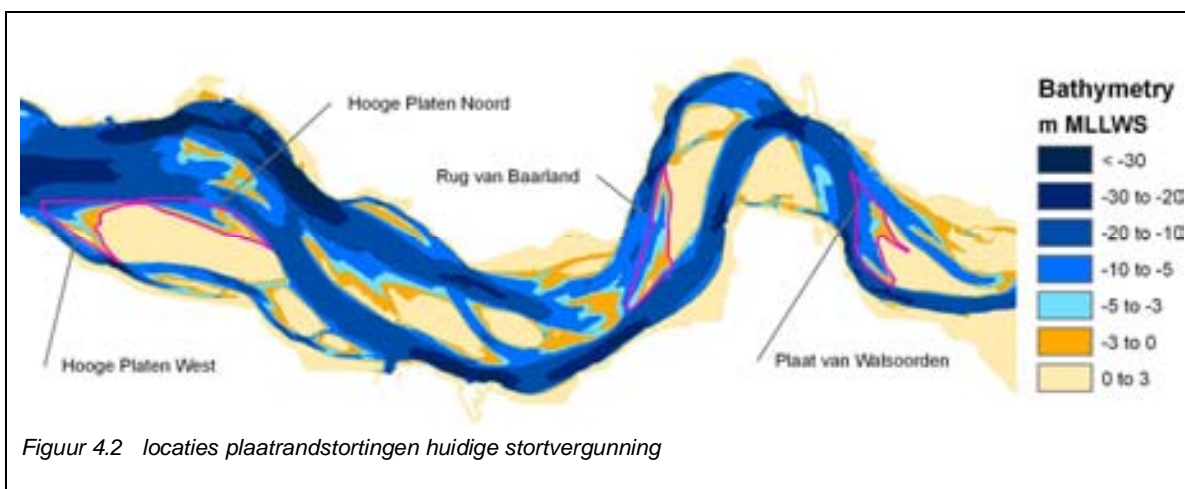 Hooge Platen Noord
Rug van Baarland
Hooge Platen West
Plaat van Walsoorden
Bathymetry
m MLLWS
< -30
-30 to -20
-20 to -10
-10 to -5
-5 to -3
-3 to 0
0 to 3
Figuur 4.2 locaties plaatrandstortingen huidige stortvergunning